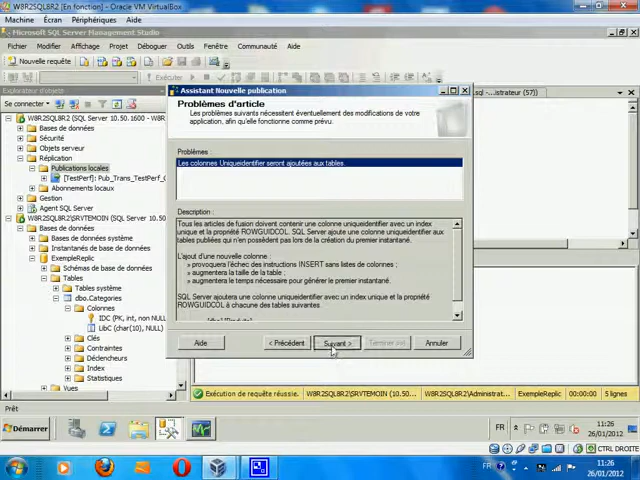 W8R2SQL8R2 [En fonction] - Oracle VM VirtualBox
Machine Écran Périphériques Aide
Microsoft SQL Server Management Studio
Fichier Modifier Affichage Projet Déboguer Outils Fenêtre Communauté Aide
Nouvelle requête
Exécuter
Explorateur d'objets
Se connecter
W8R2SQL8R2 (SQL Server 10.50.1600 - W8R2
Bases de données
Sécurité
Objets serveur
Réplication
Publications locales
[TestPerf]: Pub_Trans_TestPerf_C
Abonnements locaux
Gestion
Agent SQL Server
W8R2SQL8R2\SRVTEMOIN (SQL Server 10.50.
Bases de données
Bases de données système
Instantanés de base de données
ExempleReplic
Schémas de base de données
Tables
Tables système
dbo.Categories
Colonnes
IDC (PK, int, non NULL)
LibC (char(10), NULL)
Clés
Contraintes
Déclencheurs
Index
Statistiques
Vues
Assistant Nouvelle publication
Problèmes d'article
Les problèmes suivants nécessitent éventuellement des modifications de votre
application, afin qu'elle fonctionne comme prévu.
Problèmes :
Les colonnes Uniqueidentifier seront ajoutées aux tables.
Description :
Tous les articles de fusion doivent contenir une colonne uniqueidentifier avec un index
unique et la propriété ROWGUIDCOL. SQL Server ajoute une colonne uniqueidentifier aux
tables publiées qui n'en possèdent pas lors de la création du premier instantané.
L'ajout d'une nouvelle colonne :
» provoquera l'échec des instructions INSERT sans listes de colonnes ;
» augmentera la taille de la table ;
» augmentera le temps nécessaire pour générer le premier instantané.
SQL Server ajoutera une colonne uniqueidentifier avec un index unique et la propriété
ROWGUIDCOL à chacune des tables suivantes
Aide
< Précédent
Suivant >
Terminer >>|
Annuler
.sql -...istrateur (57))
Exécution de requête réussie.
W8R2SQL8R2\SRVTEMOIN (10.50...
W8R2SQL8R2\Administrat...
ExempleReplic
00:00:00
5 lignes
Prêt
Démarrer
FR
11:26
26/01/2012
CTRL DROITE
FR
11:26
26/01/2012